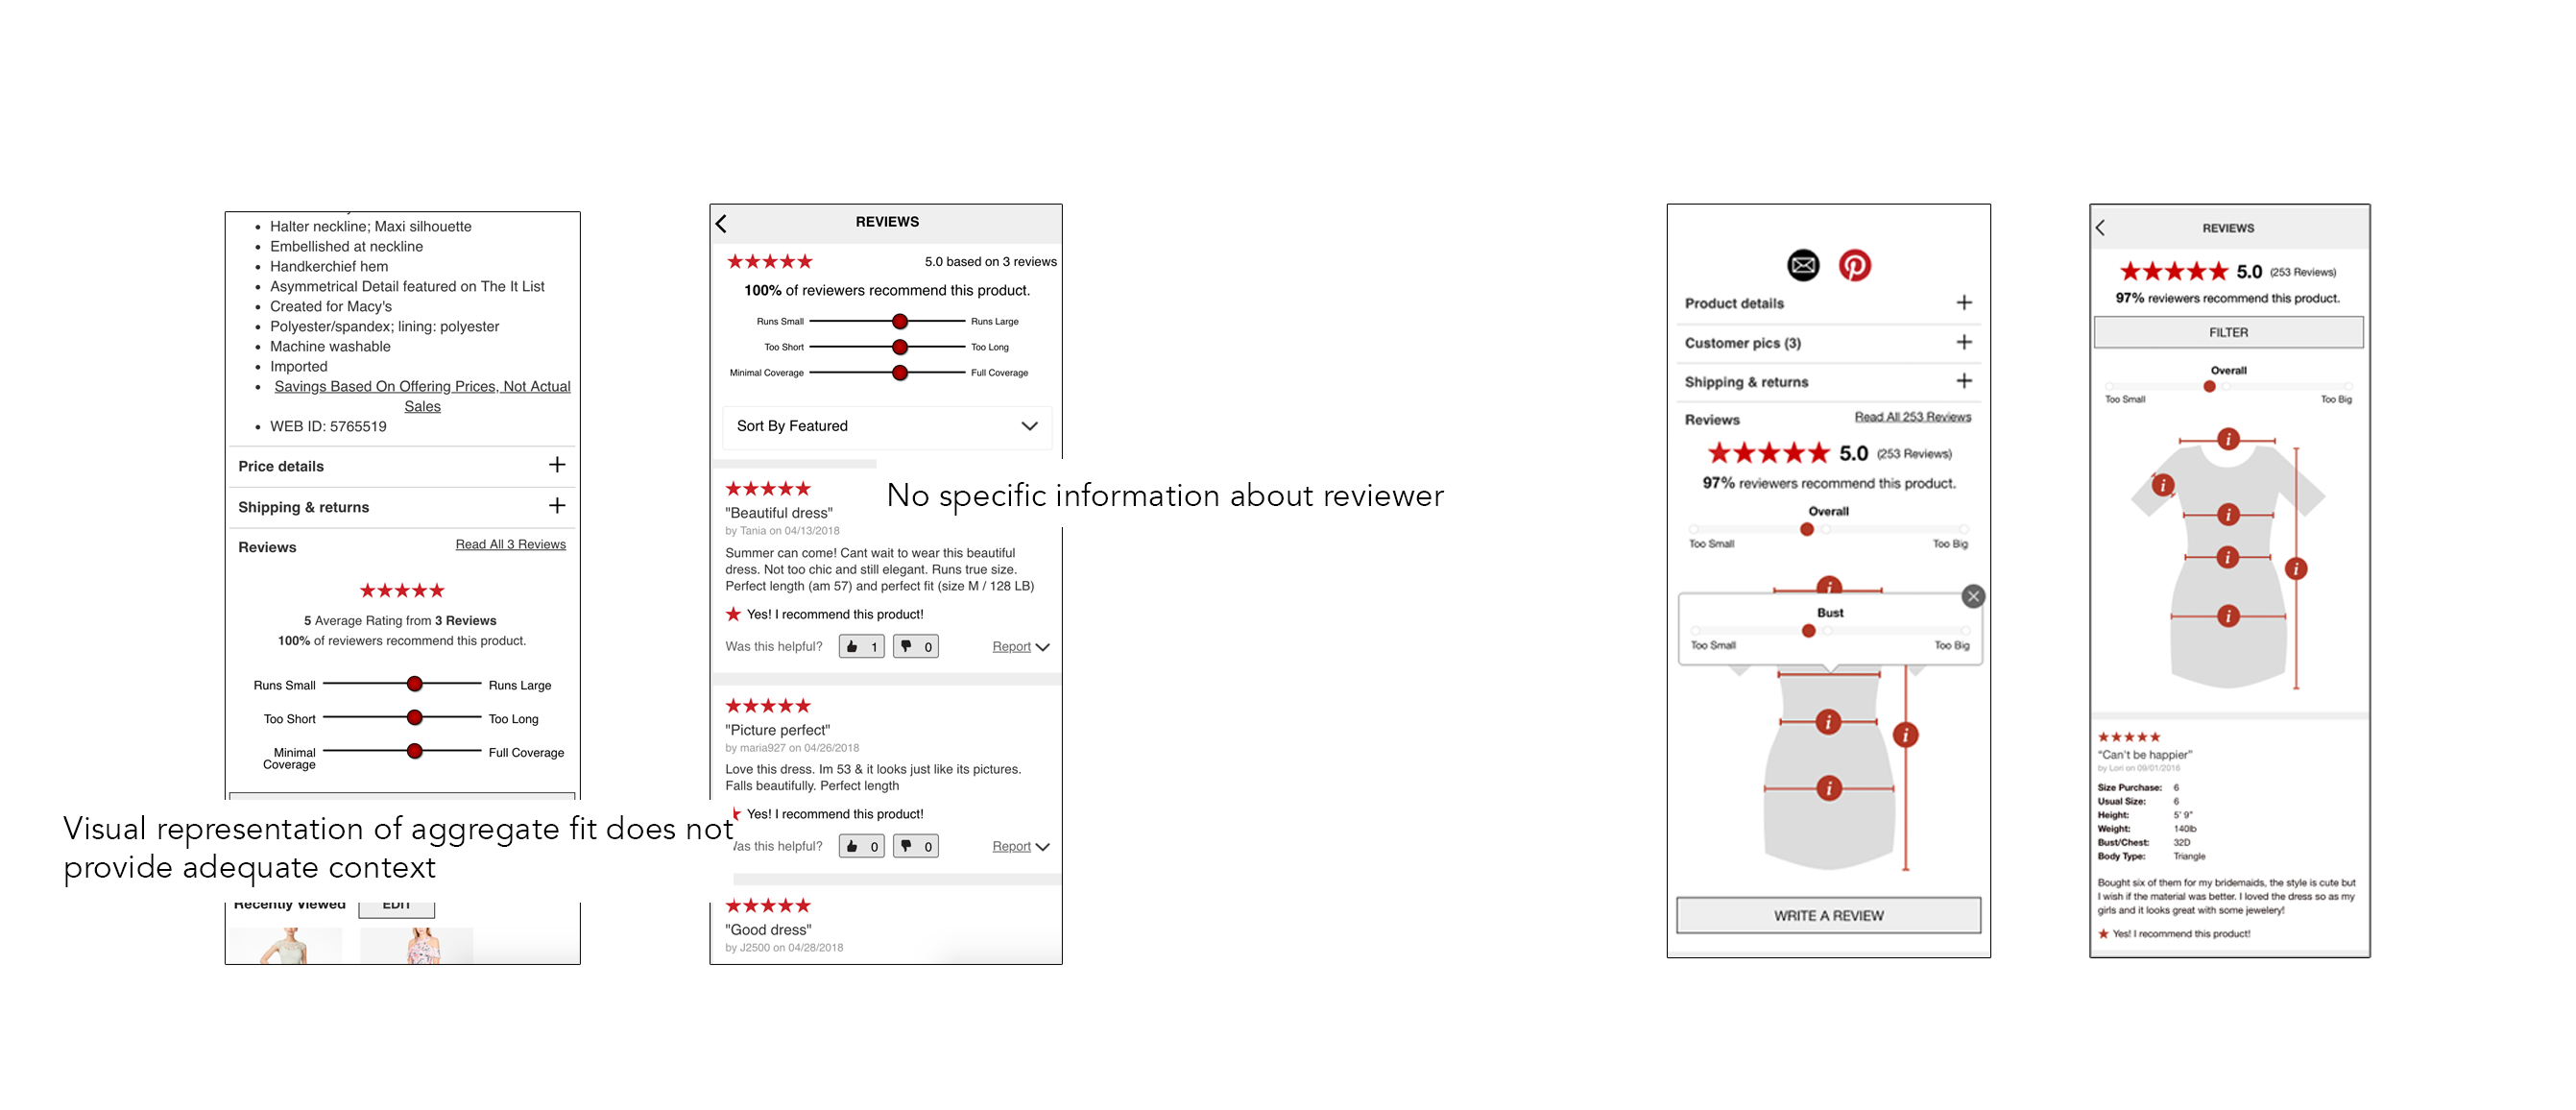 Halter neckline; Maxi silhouette
Embellished at neckline
Handkerchief hem
Asymmetrical Detail featured on The It List
Created for Macy's
Polyester/spandex; lining: polyester
Machine washable
Imported
Savings Based On Offering Prices, Not Actual
Sales
WEB ID: 5765519
Price details
Shipping & returns
Reviews Read All 3 Reviews
5 Average Rating from 3 Reviews
100% of reviewers recommend this product.
Runs Small Runs Large
Too Short Too Long
Minimal
Coverage Full Coverage
Visual representation of aggregate fit does not
provide adequate context
Recently Viewed EDIT
REVIEWS
5.0 based on 3 reviews
100% of reviewers recommend this product.
Runs Small Runs Large
Too Short Too Long
Minimal Coverage Full Coverage
Sort By Featured
No specific information about reviewer
"Beautiful dress"
by Tania on 04/13/2018
Summer can come! Cant wait to wear this beautiful
dress. Not too chic and still elegant. Runs true size.
Perfect length (am 57) and perfect fit (size M / 128 LB)
Yes! I recommend this product!
Was this helpful? 1 0 Report
"Picture perfect"
by maria927 on 04/26/2018
Love this dress. Im 53 & it looks just like its pictures.
Falls beautifully. Perfect length
Yes! I recommend this product!
Was this helpful? 0 0 Report
"Good dress"
by J2500 on 04/28/2018
Product details
Customer pics (3)
Shipping & returns
Reviews Read All 253 Reviews
5.0 (253 Reviews)
97% reviewers recommend this product.
Overall
Too Small Too Big
i
Bust
Too Small Too Big
i
i
i
WRITE A REVIEW
REVIEWS
5.0 (253 Reviews)
97% reviewers recommend this product.
FILTER
Overall
Too Small Too Big
i
i
i
i
i
i
"Can't be happier"
by Lori on 09/01/2016
Size Purchase: 6
Usual Size: 6
Height: 5' 9"
Weight: 140lb
Bust/Chest: 32D
Body Type: Triangle
Bought six of them for my bridemaids, the style is cute but
I wish if the material was better. I loved the dress so as my
girls and it looks great with some jewelery!
Yes! I recommend this product!